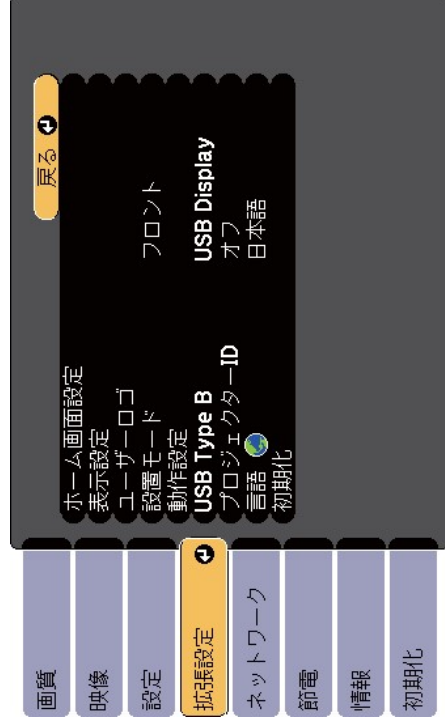 画質
映像
設定
拡張設定
ネットワーク
節電
情報
初期化
戻る
ホーム画面設定
表示設定
ユーザーロゴ
設置モード フロント
動作設定
USB Type B USB Display
プロジェクターID オフ
言語 日本語
初期化